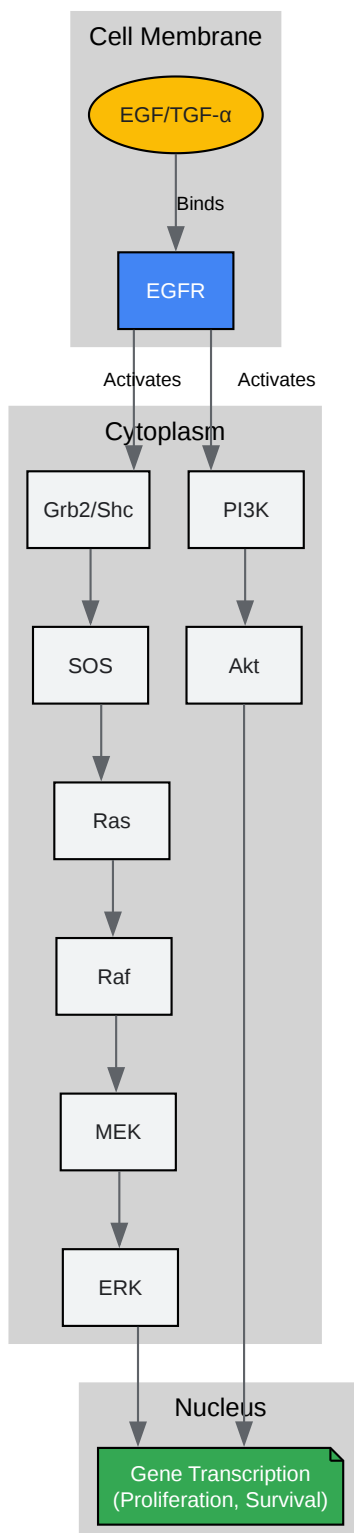 Cell Membrane
EGF/TGF-α
Binds
EGFR
Activates
Activates
Cytoplasm
Grb2/Shc
PI3K
SOS
Akt
Ras
Raf
MEK
ERK
Nucleus
Gene Transcription
(Proliferation, Survival)